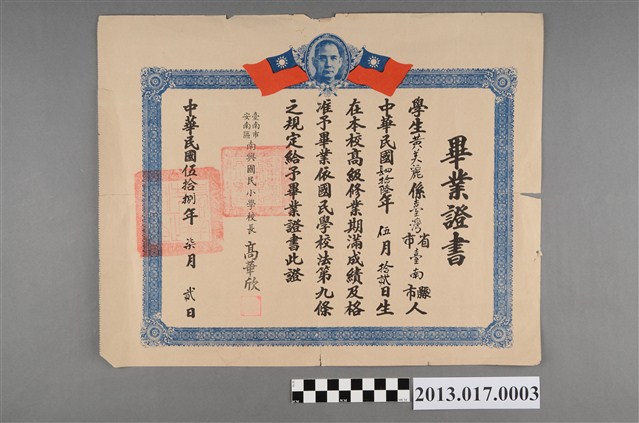 畢業證書
學生黃美麗係臺灣省市臺南縣市人
中華民國肆拾陸年伍月拾貳日生
在本校高級修業期滿成績及格
准予畢業依國民學校法第九條
之規定給予畢業證書此證
臺南市安南區南興國民小學校長高華欣
中華民國伍拾捌年柒月貳日
2013.017.0003